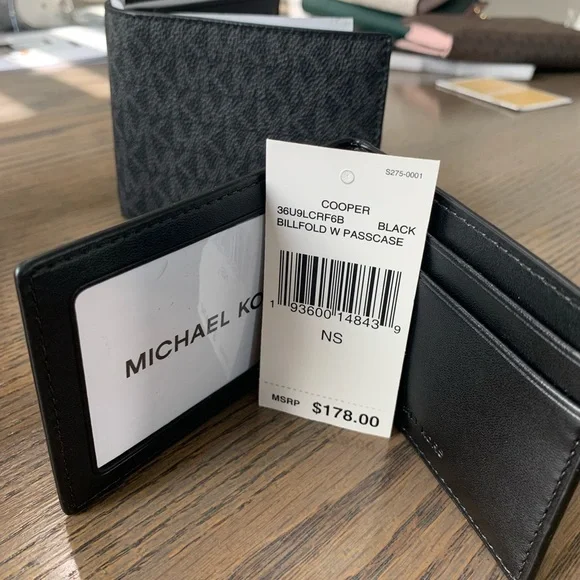 S275-0001
COOPER
36U9LCRF6B BLACK
BILLFOLD W PASSCASE
1 93600 14843 9
NS
MSRP $178.00
MICHAEL KO